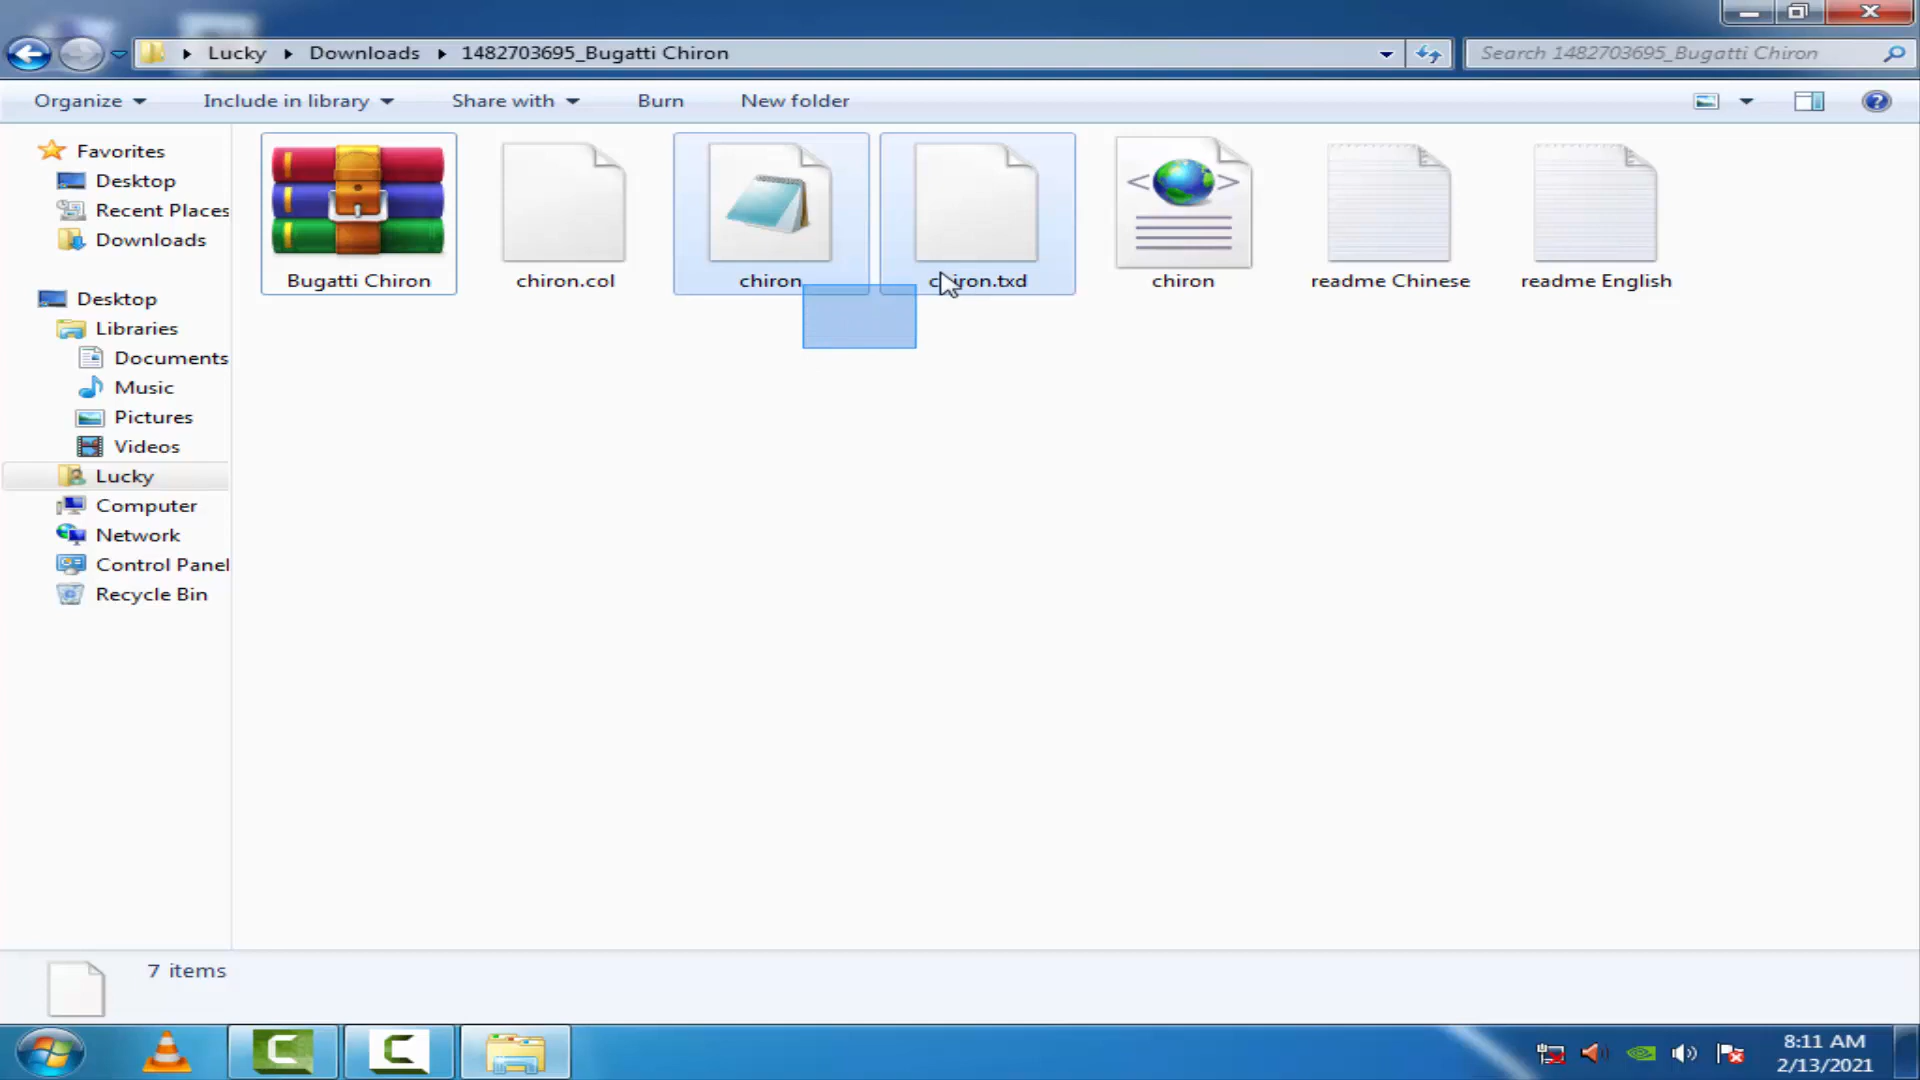 Lucky Downloads 1482703695_Bugatti Chiron
Search 1482703695_Bugatti Chiron
Organize Include in library Share with Burn New folder
Favorites
Desktop
Recent Places
Downloads
Desktop
Libraries
Documents
Music
Pictures
Videos
Lucky
Computer
Network
Control Panel
Recycle Bin
Bugatti Chiron
chiron.col
chiron
chiron.txd
chiron
readme Chinese
readme English
7 items
8:11 AM
2/13/2021